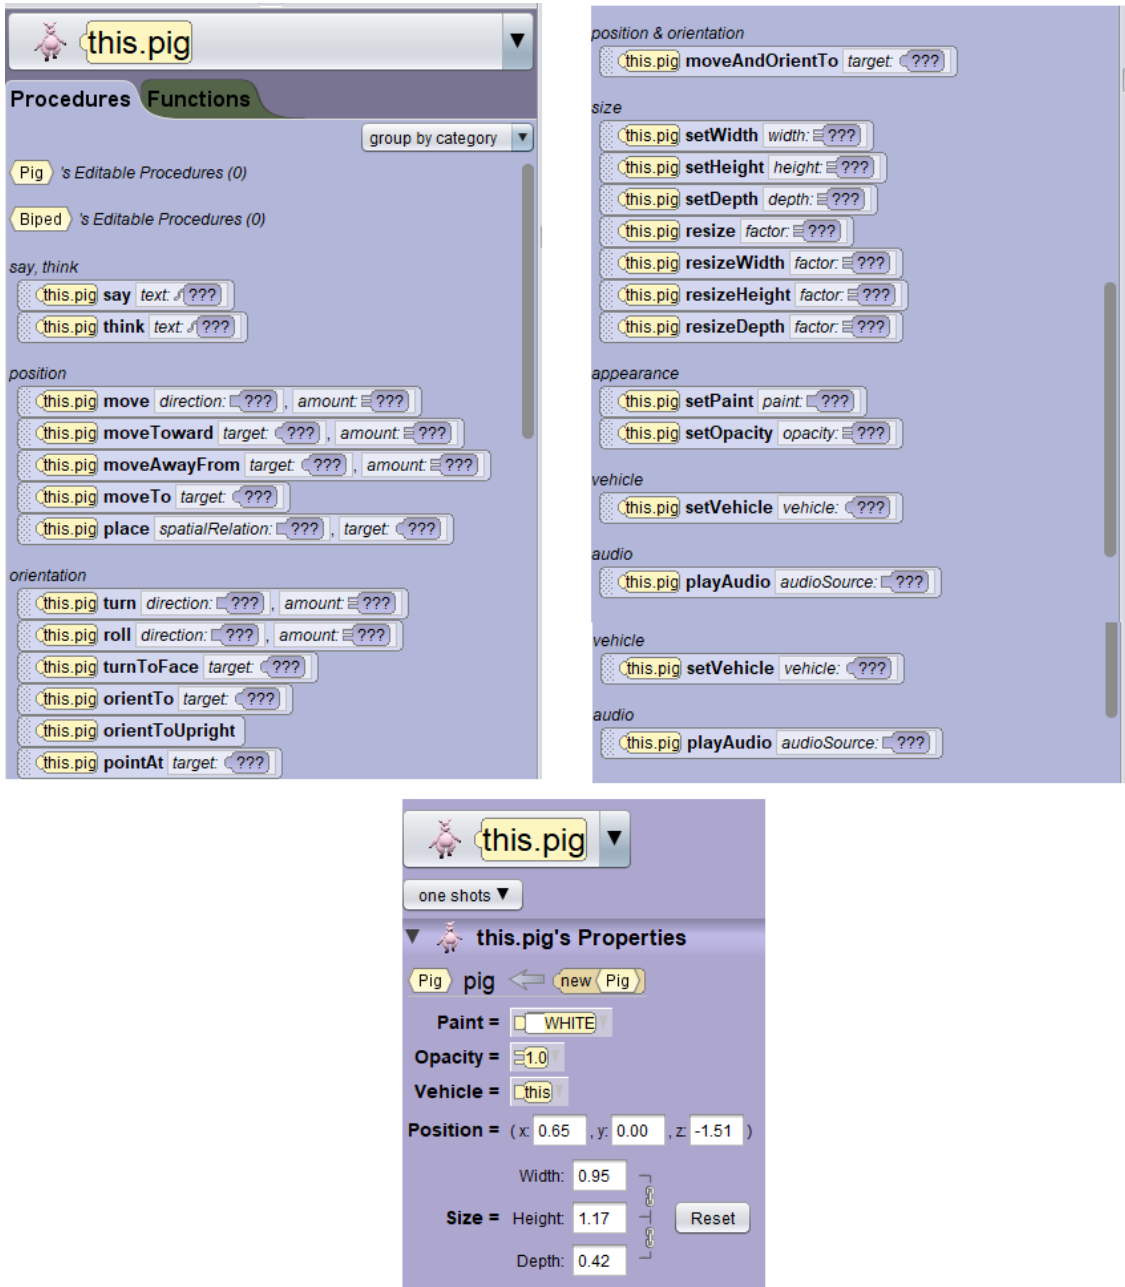 this.pig
Procedures Functions
group by category
Pig 's Editable Procedures (0)
Biped 's Editable Procedures (0)
say, think
this.pig say text: ???
this.pig think text: ???
position
this.pig move direction: ??? , amount: ???
this.pig moveToward target: ??? , amount: ???
this.pig moveAwayFrom target: ??? , amount: ???
this.pig moveTo target: ???
this.pig place spatialRelation: ??? , target: ???
orientation
this.pig turn direction: ??? , amount: ???
this.pig roll direction: ??? , amount: ???
this.pig turnToFace target: ???
this.pig orientTo target: ???
this.pig orientToUpright
this.pig pointAt target: ???
position & orientation
this.pig moveAndOrientTo target: ???
size
this.pig setWidth width: ???
this.pig setHeight height: ???
this.pig setDepth depth: ???
this.pig resize factor: ???
this.pig resizeWidth factor: ???
this.pig resizeHeight factor: ???
this.pig resizeDepth factor: ???
appearance
this.pig setPaint paint: ???
this.pig setOpacity opacity: ???
vehicle
this.pig setVehicle vehicle: ???
audio
this.pig playAudio audioSource: ???
vehicle
this.pig setVehicle vehicle: ???
audio
this.pig playAudio audioSource: ???
this.pig
one shots
this.pig's Properties
Pig pig new Pig
Paint = WHITE
Opacity = 1.0
Vehicle = this
Position = ( x: 0.65 , y: 0.00 , z: -1.51 )
Width: 0.95
Size = Height: 1.17 Reset
Depth: 0.42